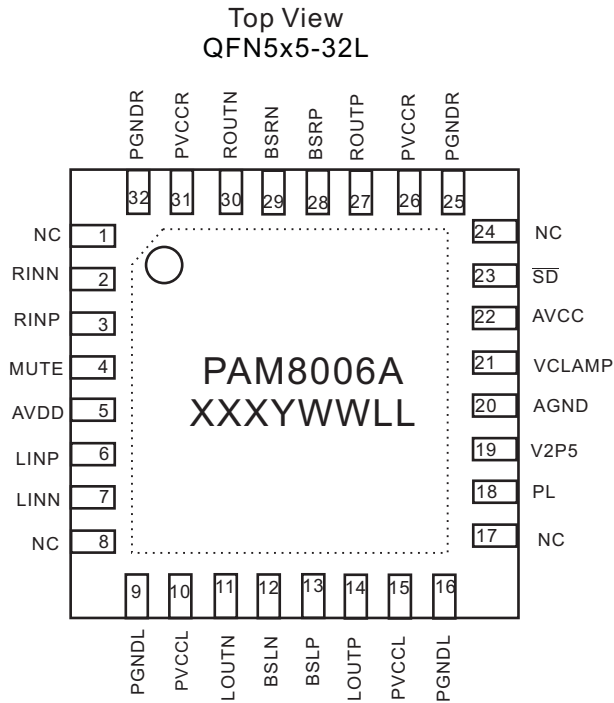 Top View
QFN5x5-32L
PGNDR
PVCCR
ROUTN
BSRN
BSRP
ROUTP
PVCCR
PGNDR
32
31
30
29
28
27
26
25
NC 1
RINN 2
RINP 3
MUTE 4
AVDD 5
LINP 6
LINN 7
NC 8
24 NC
23 SD
22 AVCC
21 VCLAMP
20 AGND
19 V2P5
18 PL
17 NC
PAM8006A
XXXYWWLL
9
10
11
12
13
14
15
16
PGNDL
PVCCL
LOUTN
BSLN
BSLP
LOUTP
PVCCL
PGNDL